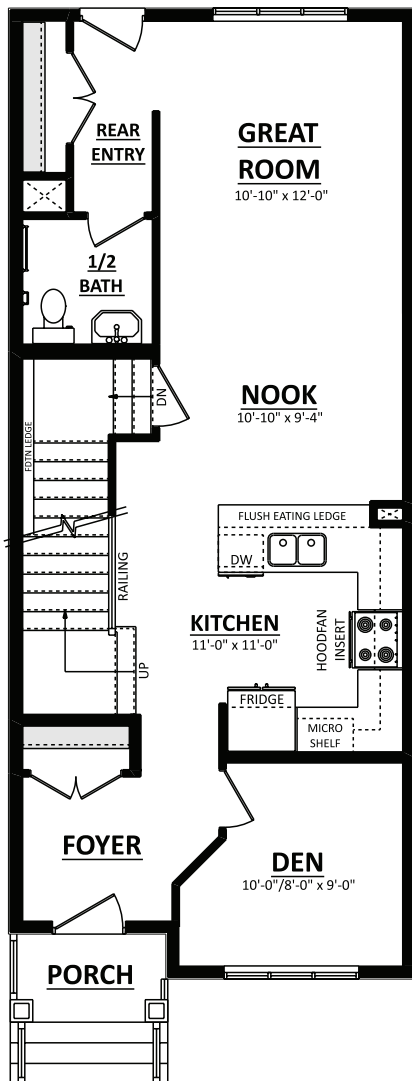 REAR
ENTRY
GREAT
ROOM
10'-10" x 12'-0"
1/2
BATH
NOOK
10'-10" x 9'-4"
DN
FDTN LEDGE
FLUSH EATING LEDGE
DW
RAILING
KITCHEN
11'-0" x 11'-0"
HOODFAN
INSERT
UP
FRIDGE
MICRO
SHELF
FOYER
DEN
10'-0"/8'-0" x 9'-0"
PORCH